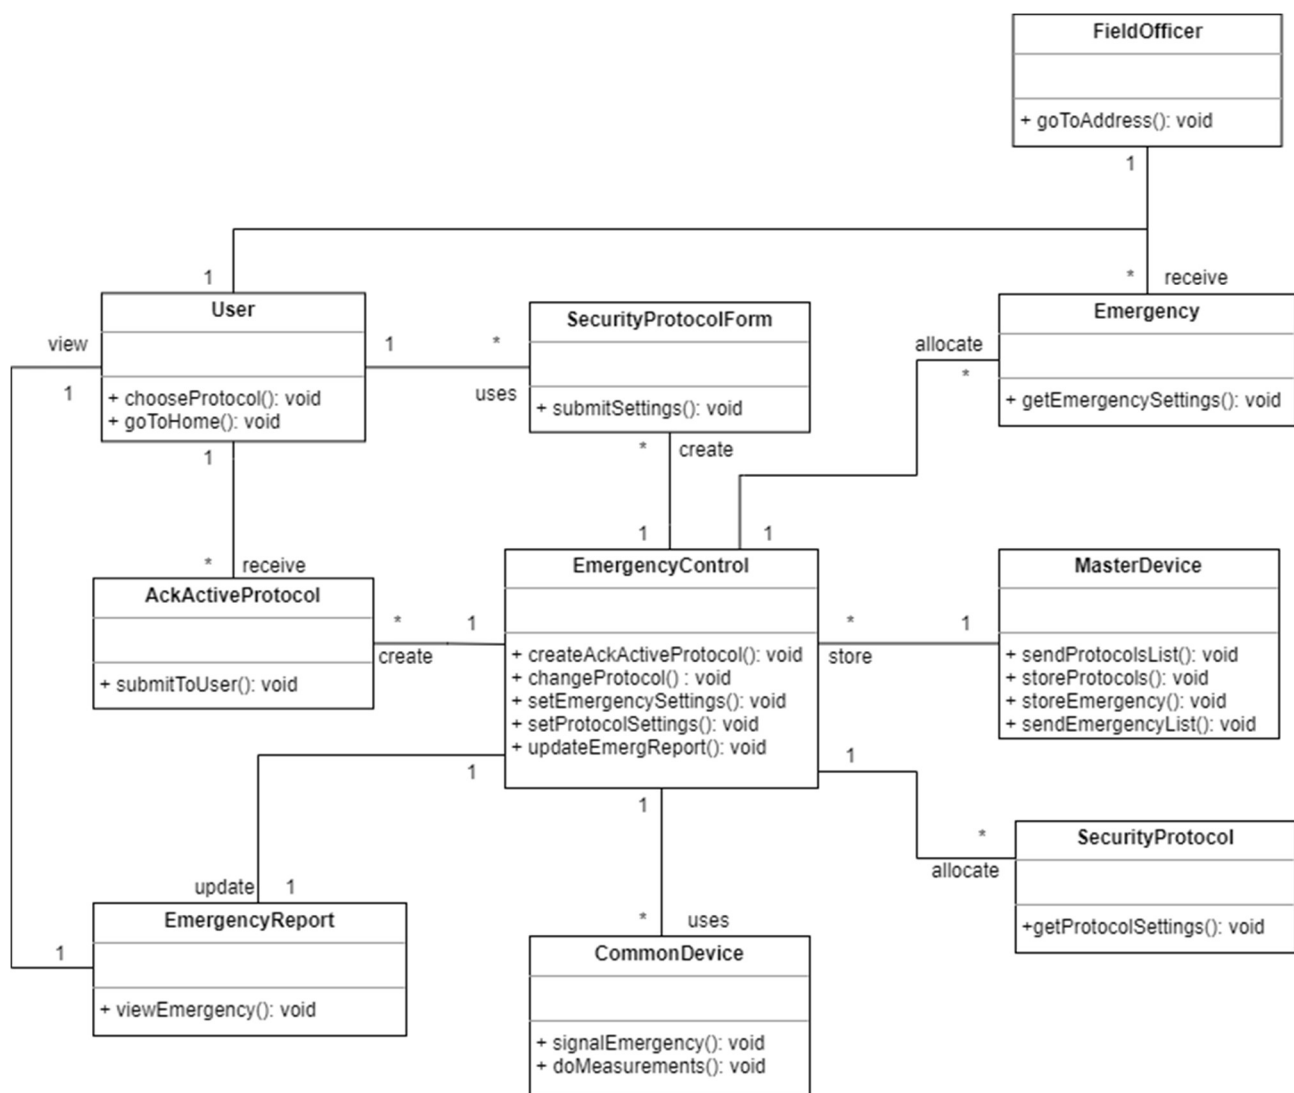 FieldOfficer
+ goToAddress(): void
1
1
*
receive
User
view
1
+ chooseProtocol(): void
+ goToHome(): void
1
1
*
uses
SecurityProtocolForm
+ submitSettings(): void
*
create
Emergency
allocate
*
+ getEmergencySettings(): void
1
1
*
receive
AckActiveProtocol
+ submitToUser(): void
*
1
create
EmergencyControl
+ createAckActiveProtocol(): void
+ changeProtocol() : void
+ setEmergencySettings(): void
+ setProtocolSettings(): void
+ updateEmergReport(): void
*
1
store
MasterDevice
+ sendProtocolsList(): void
+ storeProtocols(): void
+ storeEmergency(): void
+ sendEmergencyList(): void
1
1
1
*
allocate
SecurityProtocol
+getProtocolSettings(): void
update
1
1
EmergencyReport
+ viewEmergency(): void
*
uses
CommonDevice
+ signalEmergency(): void
+ doMeasurements(): void